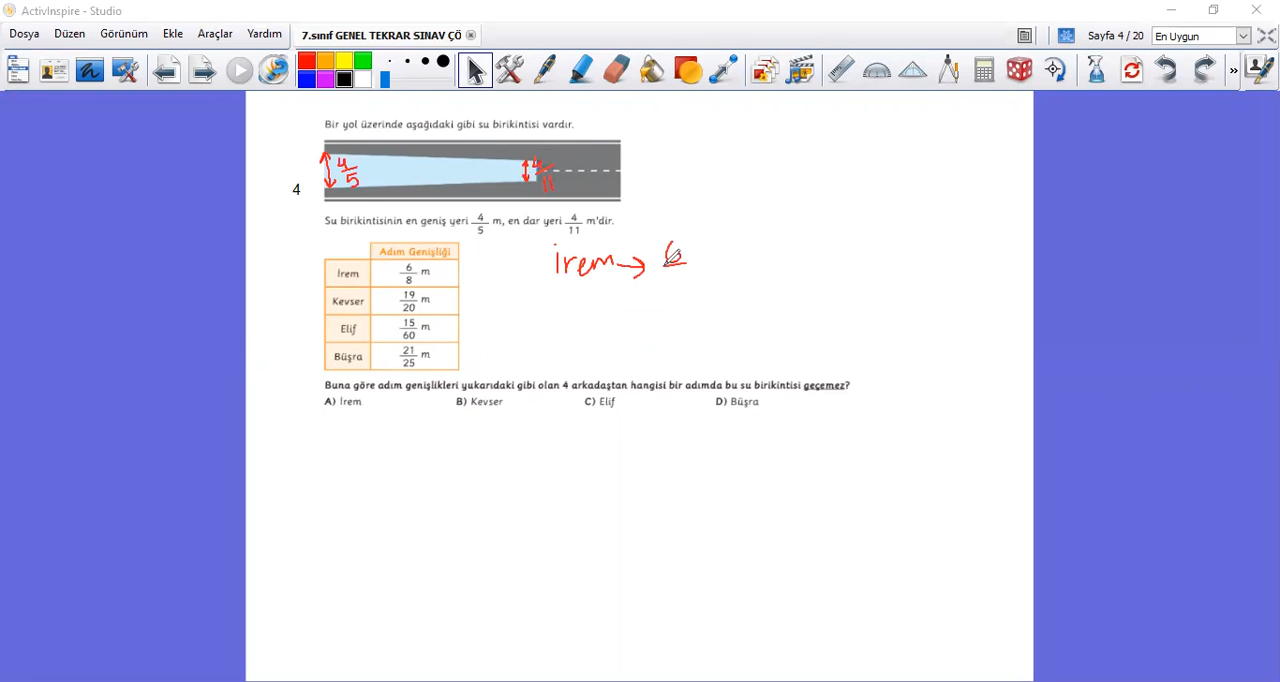 ActivInspire - Studio
Dosya Düzen Görünüm Ekle Araçlar Yardım
7.sınıf GENEL TEKRAR SINAV ÇÖ
Sayfa 4 / 20
En Uygun
»
Bir yol üzerinde aşağıdaki gibi su birikintisi vardır.
4/5
4/11
4
Su birikintisinin en geniş yeri 4/5 m, en dar yeri 4/11 m'dir.
Adım Genişliği
İrem 6/8 m
Kevser 19/20 m
Elif 15/60 m
Büşra 21/25 m
irem → 6
Buna göre adım genişlikleri yukarıdaki gibi olan 4 arkadaştan hangisi bir adımda bu su birikintisi geçemez?
A) İrem B) Kevser C) Elif D) Büşra